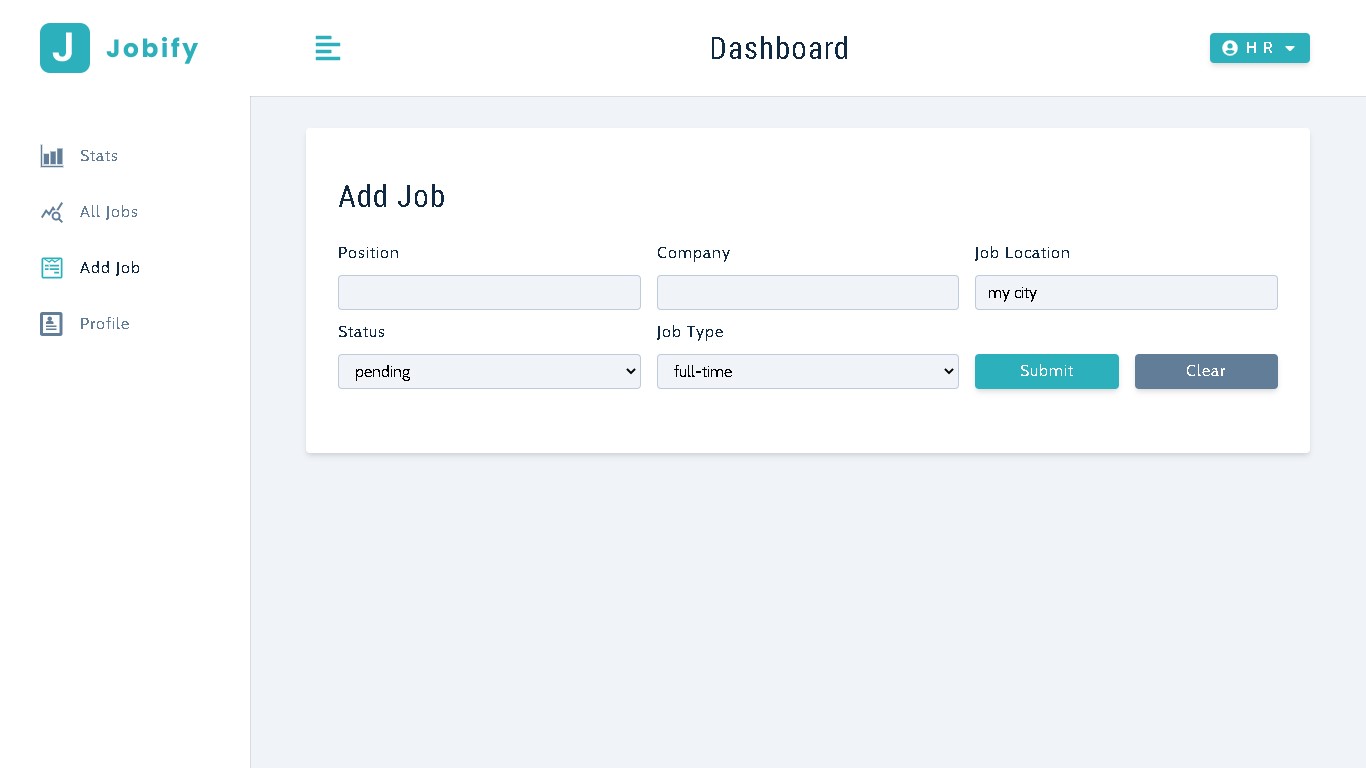 J Jobify
Dashboard
H R
Stats
All Jobs
Add Job
Profile
Add Job
Position
Company
Job Location
my city
Status
Job Type
pending
full-time
Submit
Clear